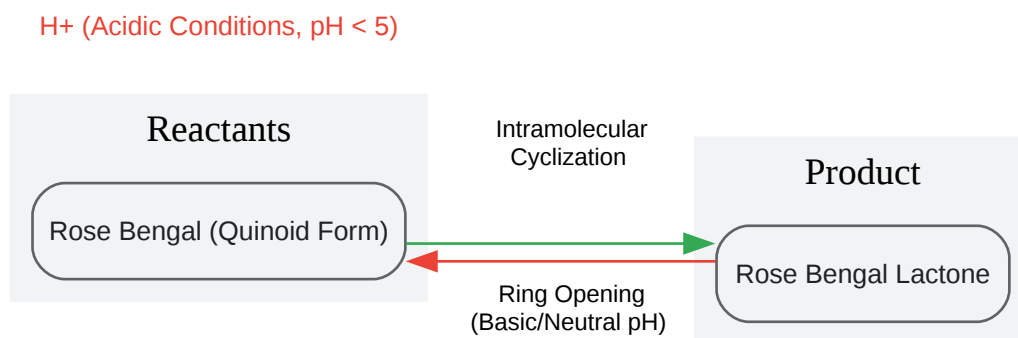 H+ (Acidic Conditions, pH < 5)
Reactants
Rose Bengal (Quinoid Form)
Intramolecular
Cyclization
Ring Opening
(Basic/Neutral pH)
Product
Rose Bengal Lactone